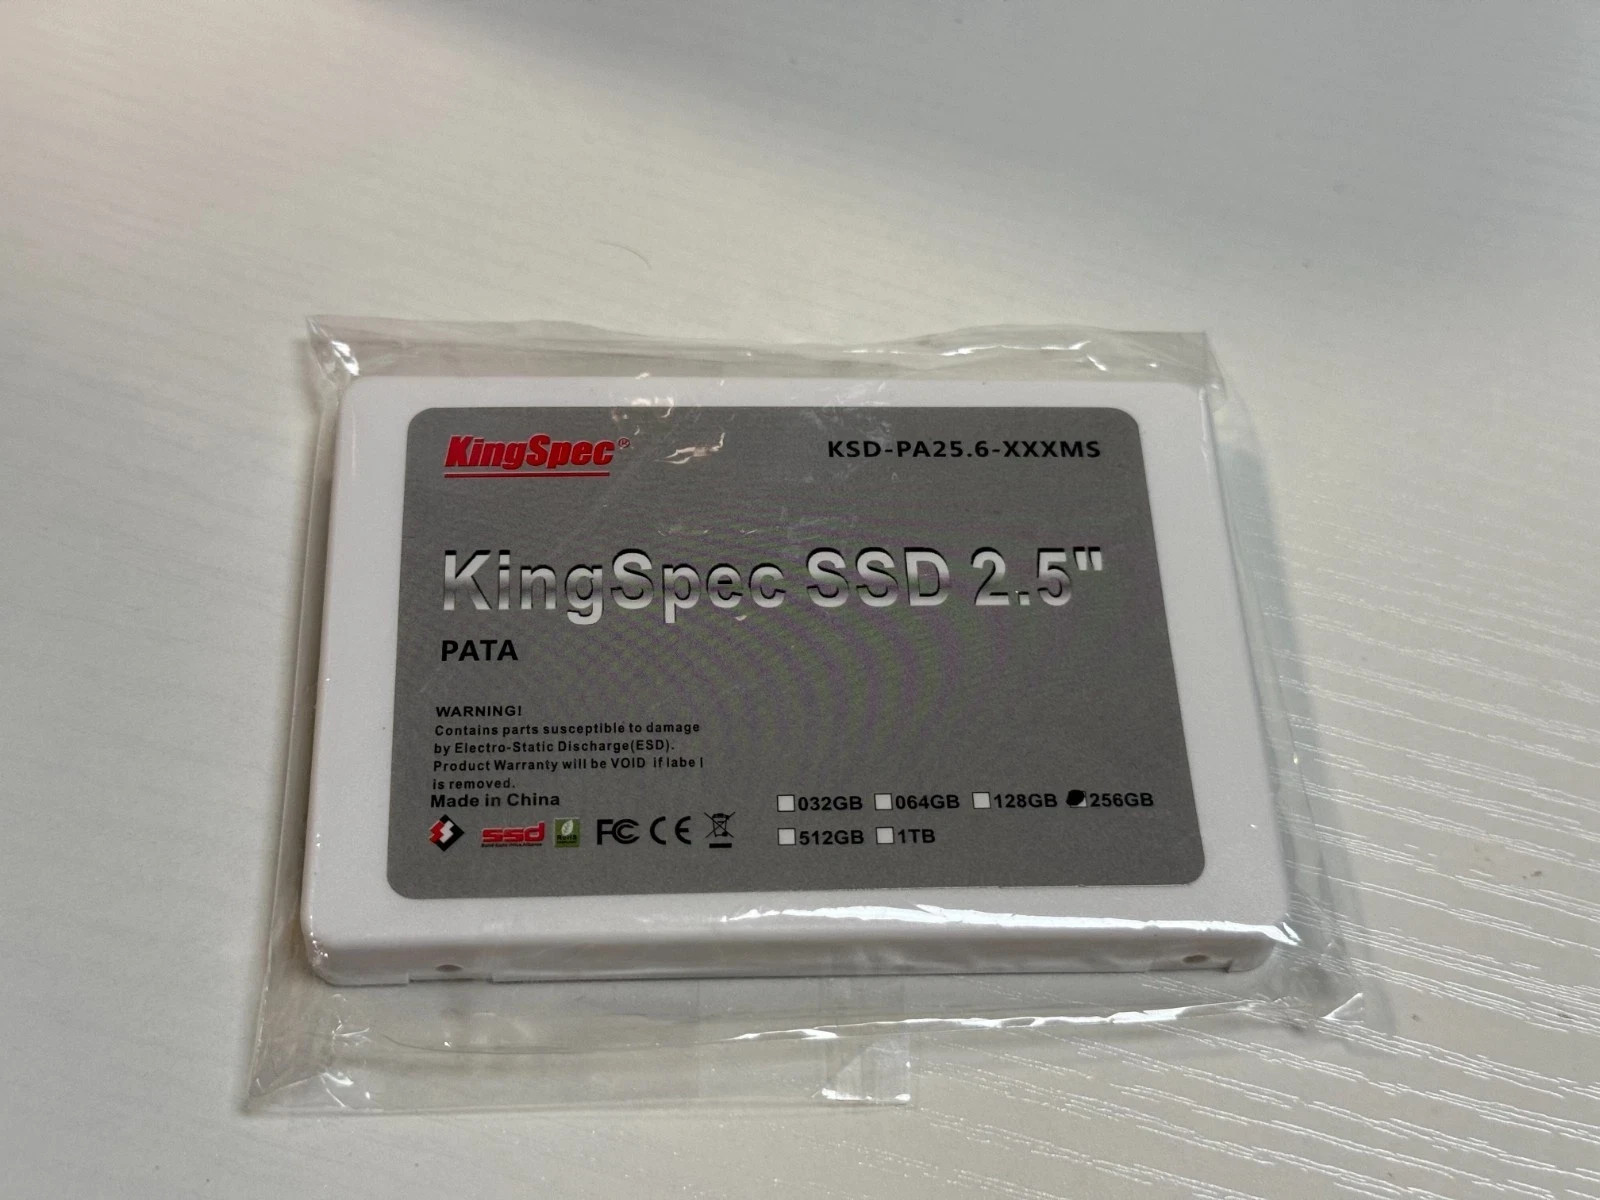 KingSpec®
KSD-PA25.6-XXXMS
KingSpec SSD 2.5"
PATA
WARNING!
Contains parts susceptible to damage
by Electro-Static Discharge(ESD).
Product Warranty will be VOID if labe l
is removed.
Made in China
032GB 064GB 128GB 256GB
512GB 1TB
ssd
RoHS
FC CE